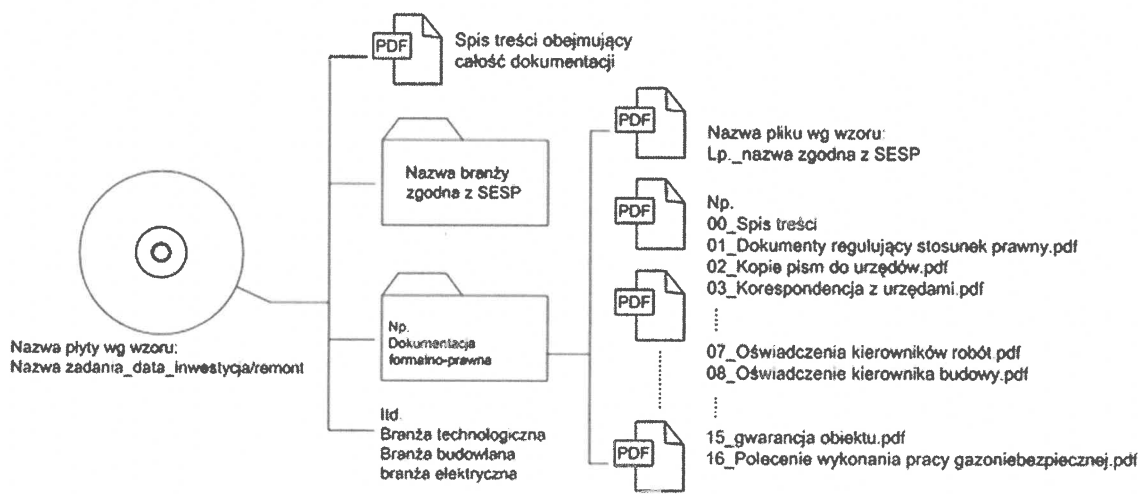 PDF
Spis treści obejmujący
całość dokumentacji
Nazwa branży
zgodna z SESP
Np.
Dokumentacja
formalno-prawna
Itd.
Branża technologiczna
Branża budowlana
branża elektryczna
Nazwa płyty wg wzoru:
Nazwa zadania_data_inwestycja/remont
PDF
Nazwa pliku wg wzoru:
Lp._nazwa zgodna z SESP
PDF
Np.
00_Spis treści
01_Dokumenty regulujący stosunek prawny.pdf
02_Kopie pism do urzędów.pdf
03_Korespondencja z urzędami.pdf
PDF
07_Oświadczenia kierowników robót.pdf
08_Oświadczenie kierownika budowy.pdf
PDF
15_gwarancja obiektu.pdf
16_Polecenie wykonania pracy gazoniebezpiecznej.pdf